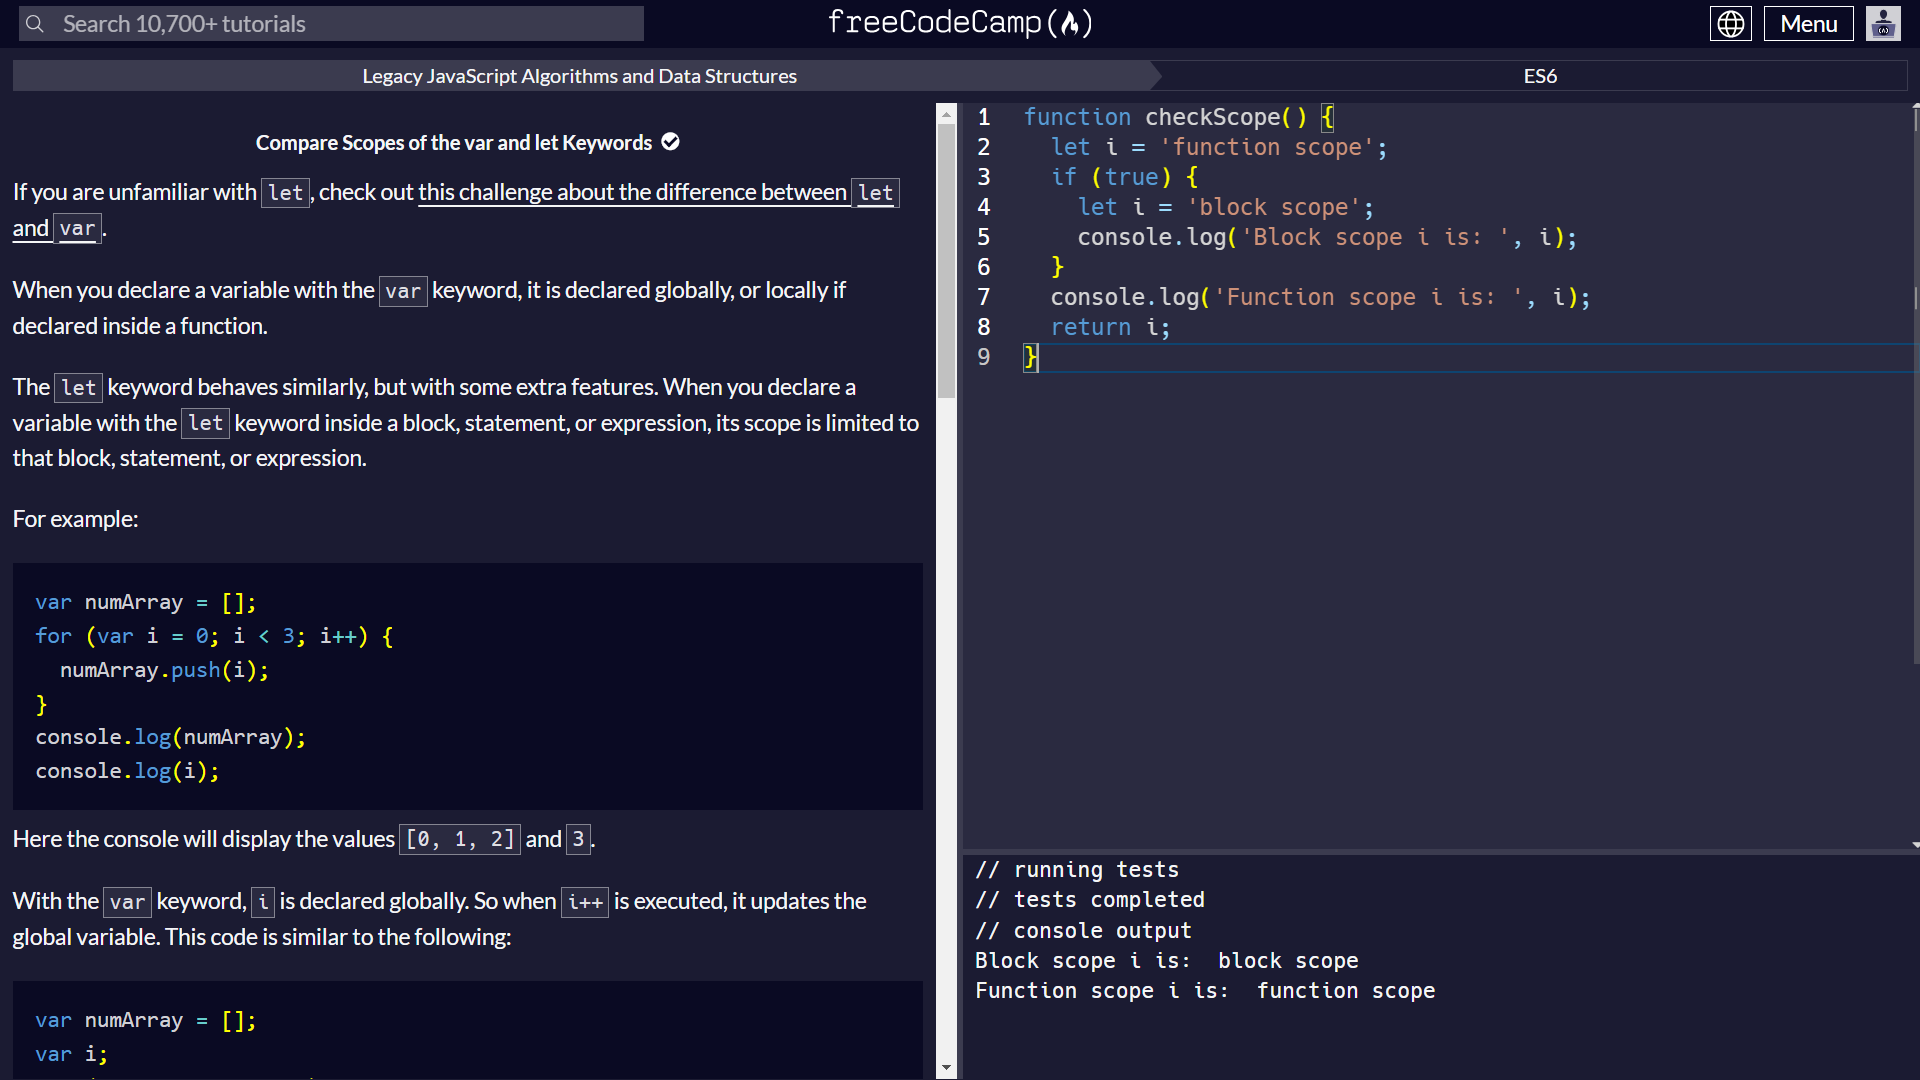 Search 10,700+ tutorials
freeCodeCamp
Menu
Legacy JavaScript Algorithms and Data Structures
ES6
Compare Scopes of the var and let Keywords
If you are unfamiliar with let, check out this challenge about the difference between let
and var.
When you declare a variable with the var keyword, it is declared globally, or locally if
declared inside a function.
The let keyword behaves similarly, but with some extra features. When you declare a
variable with the let keyword inside a block, statement, or expression, its scope is limited to
that block, statement, or expression.
For example:
var numArray = [];
for (var i = 0; i < 3; i++) {
  numArray.push(i);
}
console.log(numArray);
console.log(i);
Here the console will display the values [0, 1, 2] and 3.
With the var keyword, i is declared globally. So when i++ is executed, it updates the
global variable. This code is similar to the following:
var numArray = [];
var i;
1 function checkScope() {
2   let i = 'function scope';
3   if (true) {
4     let i = 'block scope';
5     console.log('Block scope i is: ', i);
6   }
7   console.log('Function scope i is: ', i);
8   return i;
9 }
// running tests
// tests completed
// console output
Block scope i is:  block scope
Function scope i is:  function scope